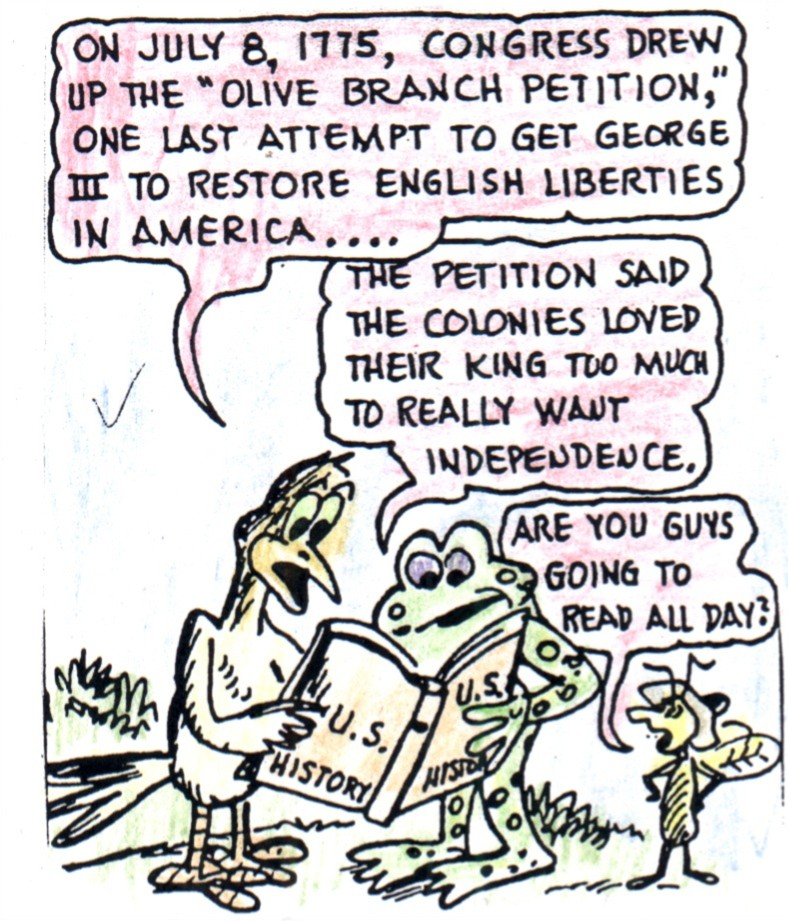 ON JULY 8, 1775, CONGRESS DREW
UP THE "OLIVE BRANCH PETITION,"
ONE LAST ATTEMPT TO GET GEORGE
III TO RESTORE ENGLISH LIBERTIES
IN AMERICA....
THE PETITION SAID
THE COLONIES LOVED
THEIR KING TOO MUCH
TO REALLY WANT
INDEPENDENCE.
ARE YOU GUYS
GOING TO
READ ALL DAY?
U.S.
HISTORY
U.S.
HISTO